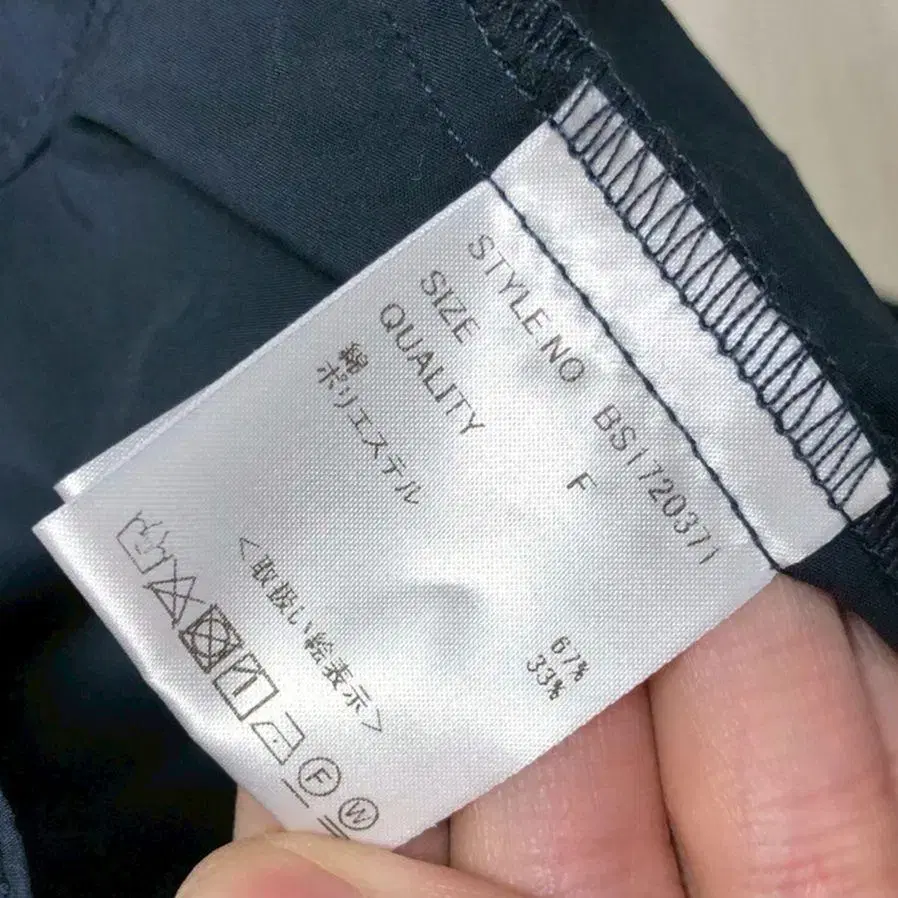 STYLE NO BS1720371
SIZE F
QUALITY
綿 67%
ポリエステル 33%
<取扱い絵表示>
F W